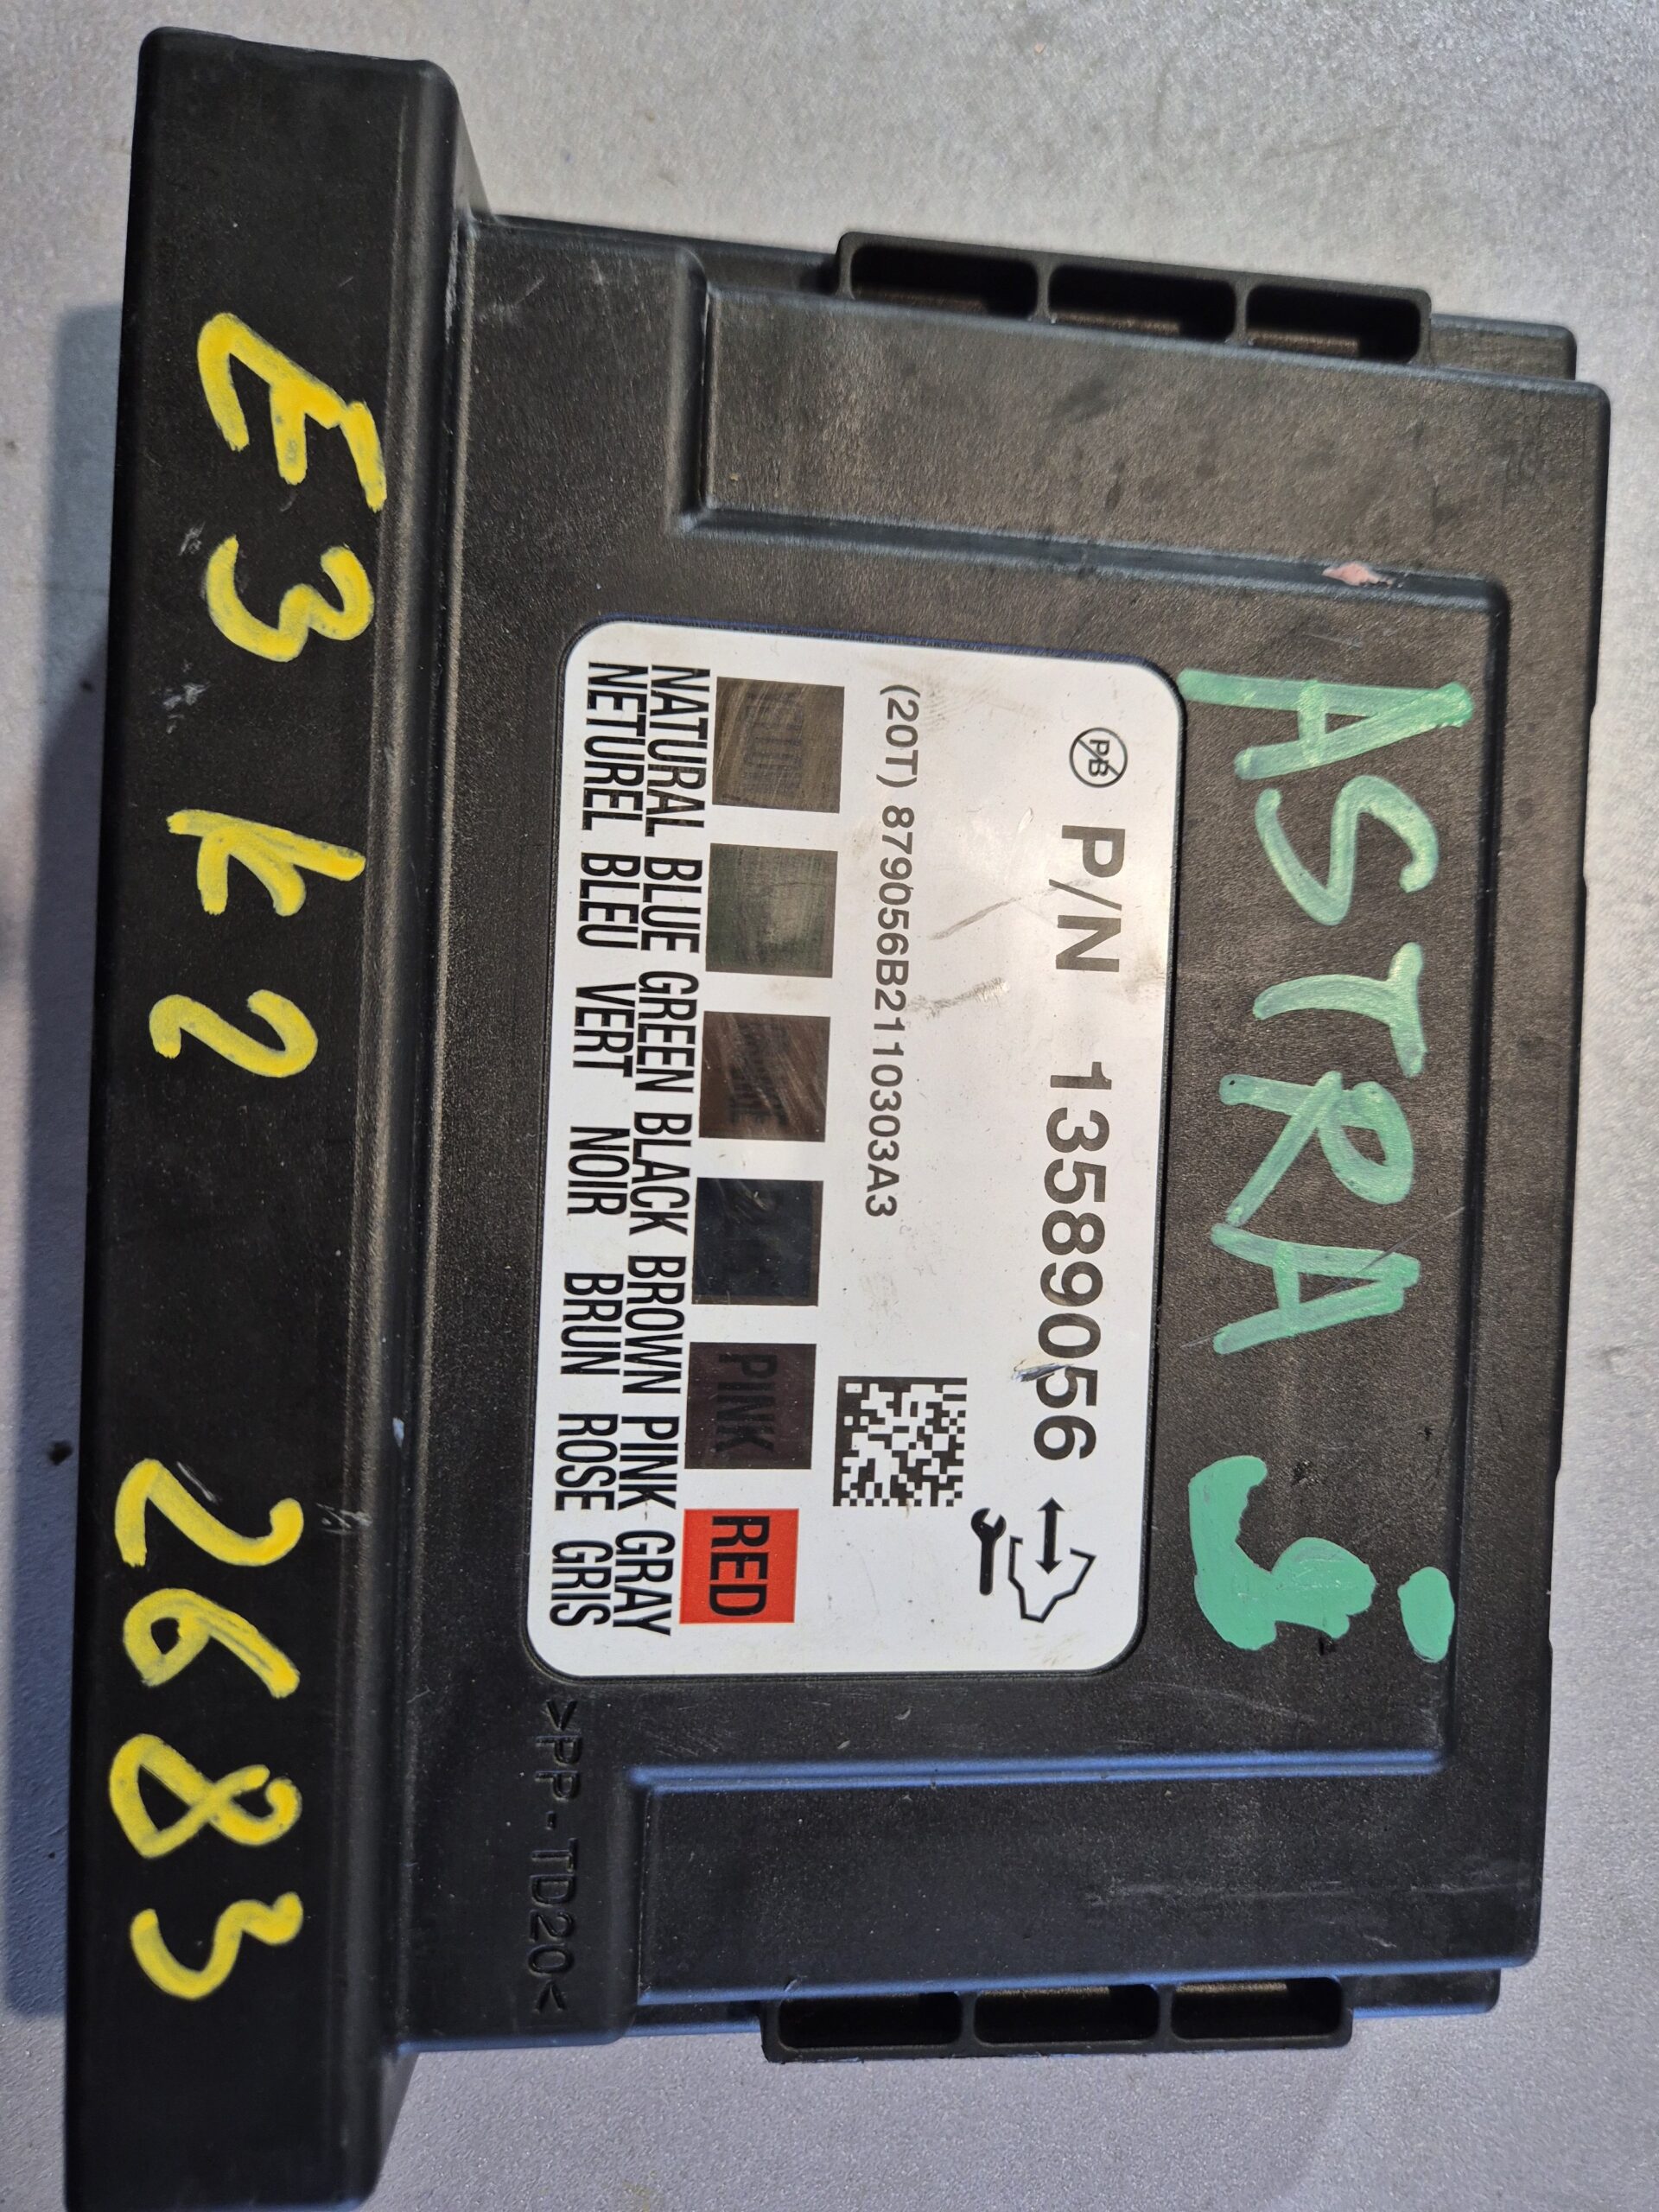 ASTRA j
P/B P/N 13589056
(20T) 879056B2110303A3
PINK RED
NATURAL BLUE GREEN BLACK BROWN PINK GRAY
NETUREL BLEU VERT NOIR BRUN ROSE GRIS
>PP-TD20<
E3 k2 2683